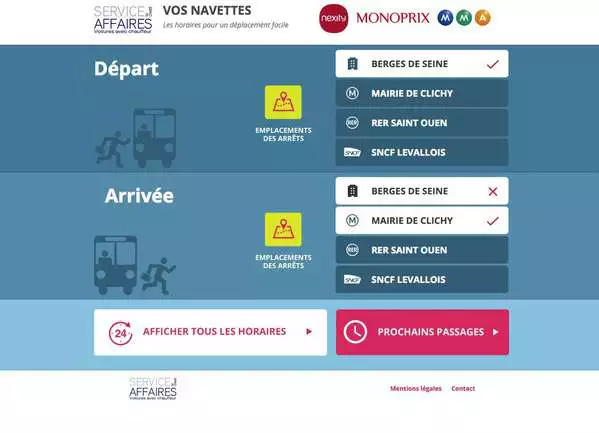 SERVICE
AFFAIRES
Voitures avec chauffeur
VOS NAVETTES
Les horaires pour un déplacement facile
nexity
MONOPRIX
M
M
A
Départ
EMPLACEMENTS
DES ARRÊTS
BERGES DE SEINE
M MAIRIE DE CLICHY
RER RER SAINT OUEN
SNCF SNCF LEVALLOIS
Arrivée
EMPLACEMENTS
DES ARRÊTS
BERGES DE SEINE
M MAIRIE DE CLICHY
RER RER SAINT OUEN
SNCF SNCF LEVALLOIS
24 AFFICHER TOUS LES HORAIRES
PROCHAINS PASSAGES
SERVICE
AFFAIRES
Voitures avec chauffeur
Mentions légales
Contact